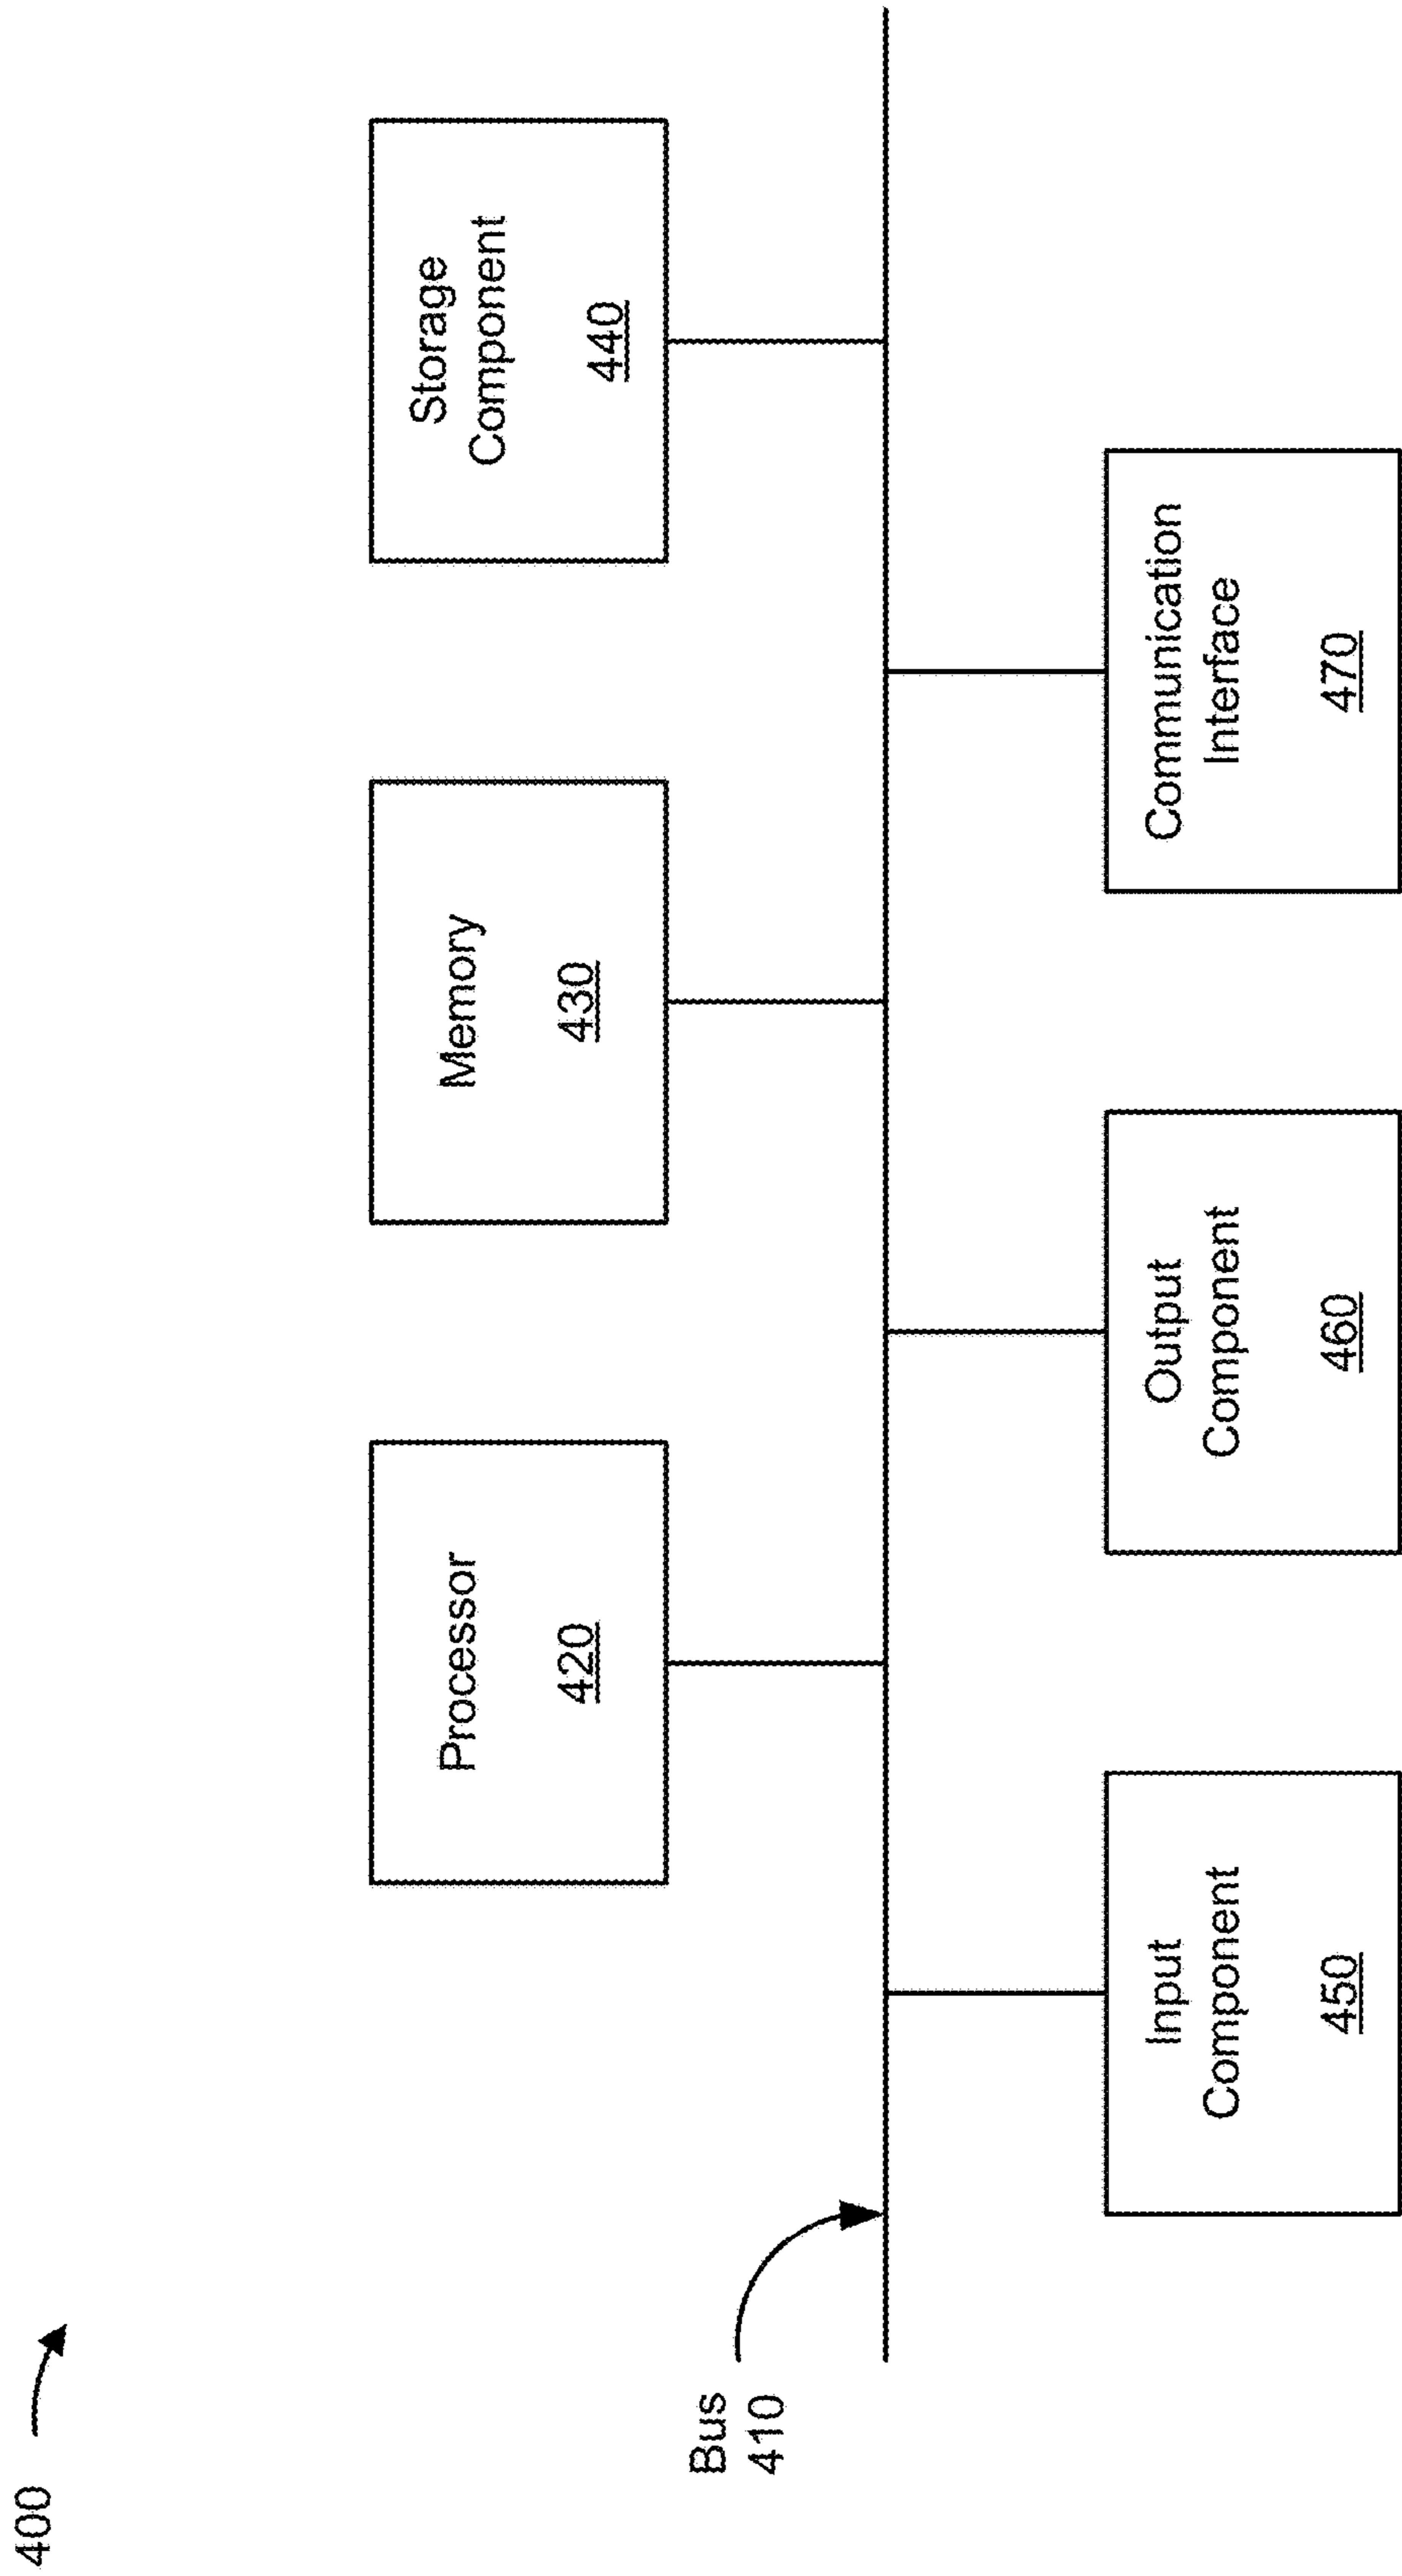 400
Processor
420
Memory
430
Storage
Component
440
Bus
410
Input
Component
450
Output
Component
460
Communication
Interface
470